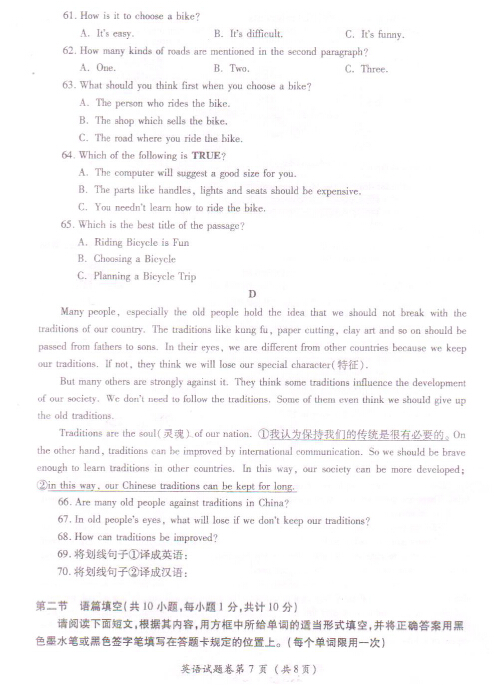 61. How is it to choose a bike?
A. It's easy. B. It's difficult. C. It's funny.
62. How many kinds of roads are mentioned in the second paragraph?
A. One. B. Two. C. Three.
63. What should you think first when you choose a bike?
A. The person who rides the bike.
B. The shop which sells the bike.
C. The road where you ride the bike.
64. Which of the following is TRUE?
A. The computer will suggest a good size for you.
B. The parts like handles, lights and seats should be expensive.
C. You needn't learn how to ride the bike.
65. Which is the best title of the passage?
A. Riding Bicycle is Fun
B. Choosing a Bicycle
C. Planning a Bicycle Trip
D
Many people, especially the old people hold the idea that we should not break with the
traditions of our country. The traditions like kung fu, paper cutting, clay art and so on should be
passed from fathers to sons. In their eyes, we are different from other countries because we keep
our traditions. If not, they think we will lose our special character(特征).
But many others are strongly against it. They think some traditions influence the development
of our society. We don't need to follow the traditions. Some of them even think we should give up
the old traditions.
Traditions are the soul(灵魂) of our nation. ①我认为保持我们的传统是很有必要的。On
the other hand, traditions can be improved by international communication. So we should be brave
enough to learn traditions in other countries. In this way, our society can be more developed;
②in this way, our Chinese traditions can be kept for long.
66. Are many old people against traditions in China?
67. In old people's eyes, what will lose if we don't keep our traditions?
68. How can traditions be improved?
69. 将划线句子①译成英语:
70. 将划线句子②译成汉语:
第二节 语篇填空(共10小题,每小题1分,共计10分)
请阅读下面短文,根据其内容,用方框中所给单词的适当形式填空,并将正确答案用黑
色墨水笔或黑色签字笔填写在答题卡规定的位置上。(每个单词限用一次)
英语试题卷第7页(共8页)